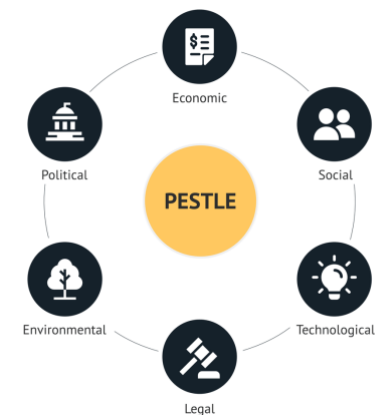 Economic
Political
Social
PESTLE
Environmental
Technological
Legal
$